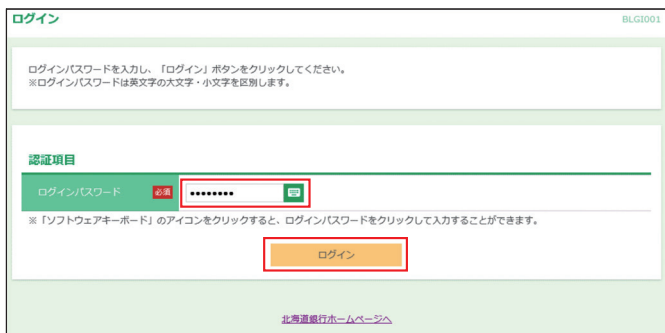 ログイン
BLGI001
ログインパスワードを入力し、「ログイン」ボタンをクリックしてください。
※ログインパスワードは英文字の大文字・小文字を区別します。
認証項目
ログインパスワード 必須 ••••••••
※「ソフトウェアキーボード」のアイコンをクリックすると、ログインパスワードをクリックして入力することができます。
ログイン
北海道銀行ホームページへ